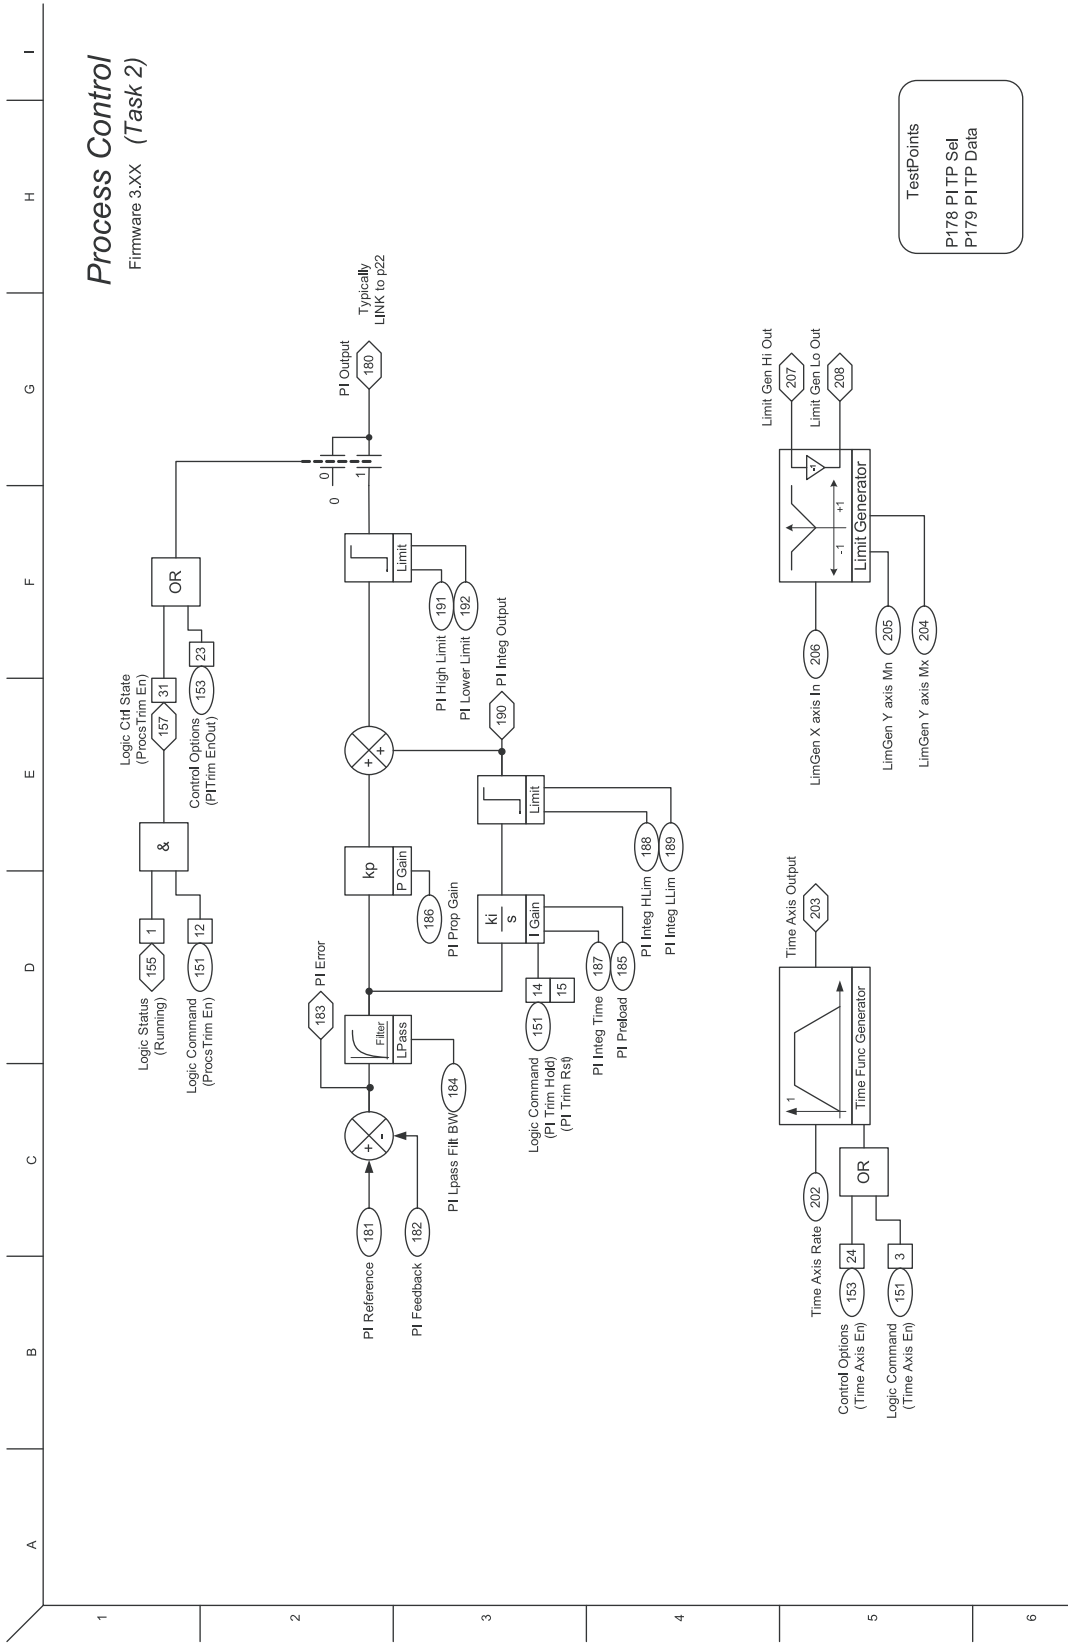 A
B
C
D
E
F
G
H
I
1
2
3
4
5
6
Process Control
Firmware 3.XX (Task 2)
Logic Status
(Running)
155
1
Logic Command
(ProcsTrim En)
151
12
&
Logic Ctrl State
(ProcsTrim En)
157
31
Control Options
(PITrim EnOut)
153
23
OR
PI Reference
181
PI Feedback
182
-
PI Error
183
Filter
LPass
184
PI Lpass Filt BW
kp
P Gain
186
PI Prop Gain
ki
s
I Gain
Logic Command
(PI Trim Hold)
(PI Trim Rst)
151
14
15
187
PI Integ Time
185
PI Preload
Limit
188
PI Integ HLim
189
PI Integ LLim
190
PI Integ Output
+
+
Limit
191
PI High Limit
192
PI Lower Limit
0
0
1
PI Output
180
Typically
LINK to p22
Time Axis Rate
202
Control Options
(Time Axis En)
153
24
Logic Command
(Time Axis En)
151
3
OR
1
Time Func Generator
203
Time Axis Output
LimGen X axis In
206
LimGen Y axis Mn
205
LimGen Y axis Mx
204
-1
+1
-1
Limit Generator
Limit Gen Hi Out
207
Limit Gen Lo Out
208
TestPoints
P178 PI TP Sel
P179 PI TP Data